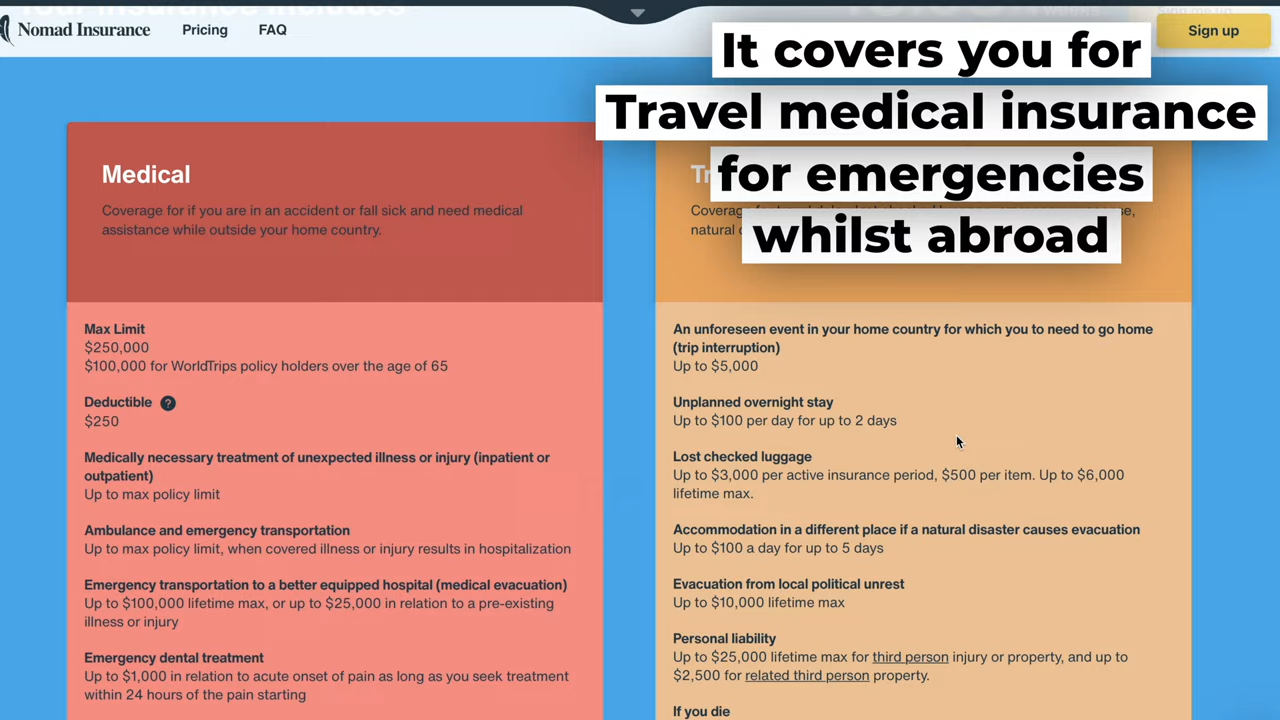 Your insurance includes
Nomad Insurance
Pricing
FAQ
Sign me up
Sign up
It covers you for
Travel medical insurance
for emergencies
whilst abroad
Medical
Coverage for if you are in an accident or fall sick and need medical
assistance while outside your home country.
Max Limit
$250,000
$100,000 for WorldTrips policy holders over the age of 65
Deductible ?
$250
Medically necessary treatment of unexpected illness or injury (inpatient or
outpatient)
Up to max policy limit
Ambulance and emergency transportation
Up to max policy limit, when covered illness or injury results in hospitalization
Emergency transportation to a better equipped hospital (medical evacuation)
Up to $100,000 lifetime max, or up to $25,000 in relation to a pre-existing
illness or injury
Emergency dental treatment
Up to $1,000 in relation to acute onset of pain as long as you seek treatment
within 24 hours of the pain starting
Tr
Coverag
natural
An unforeseen event in your home country for which you to need to go home
(trip interruption)
Up to $5,000
Unplanned overnight stay
Up to $100 per day for up to 2 days
Lost checked luggage
Up to $3,000 per active insurance period, $500 per item. Up to $6,000
lifetime max.
Accommodation in a different place if a natural disaster causes evacuation
Up to $100 a day for up to 5 days
Evacuation from local political unrest
Up to $10,000 lifetime max
Personal liability
Up to $25,000 lifetime max for third person injury or property, and up to
$2,500 for related third person property.
If you die